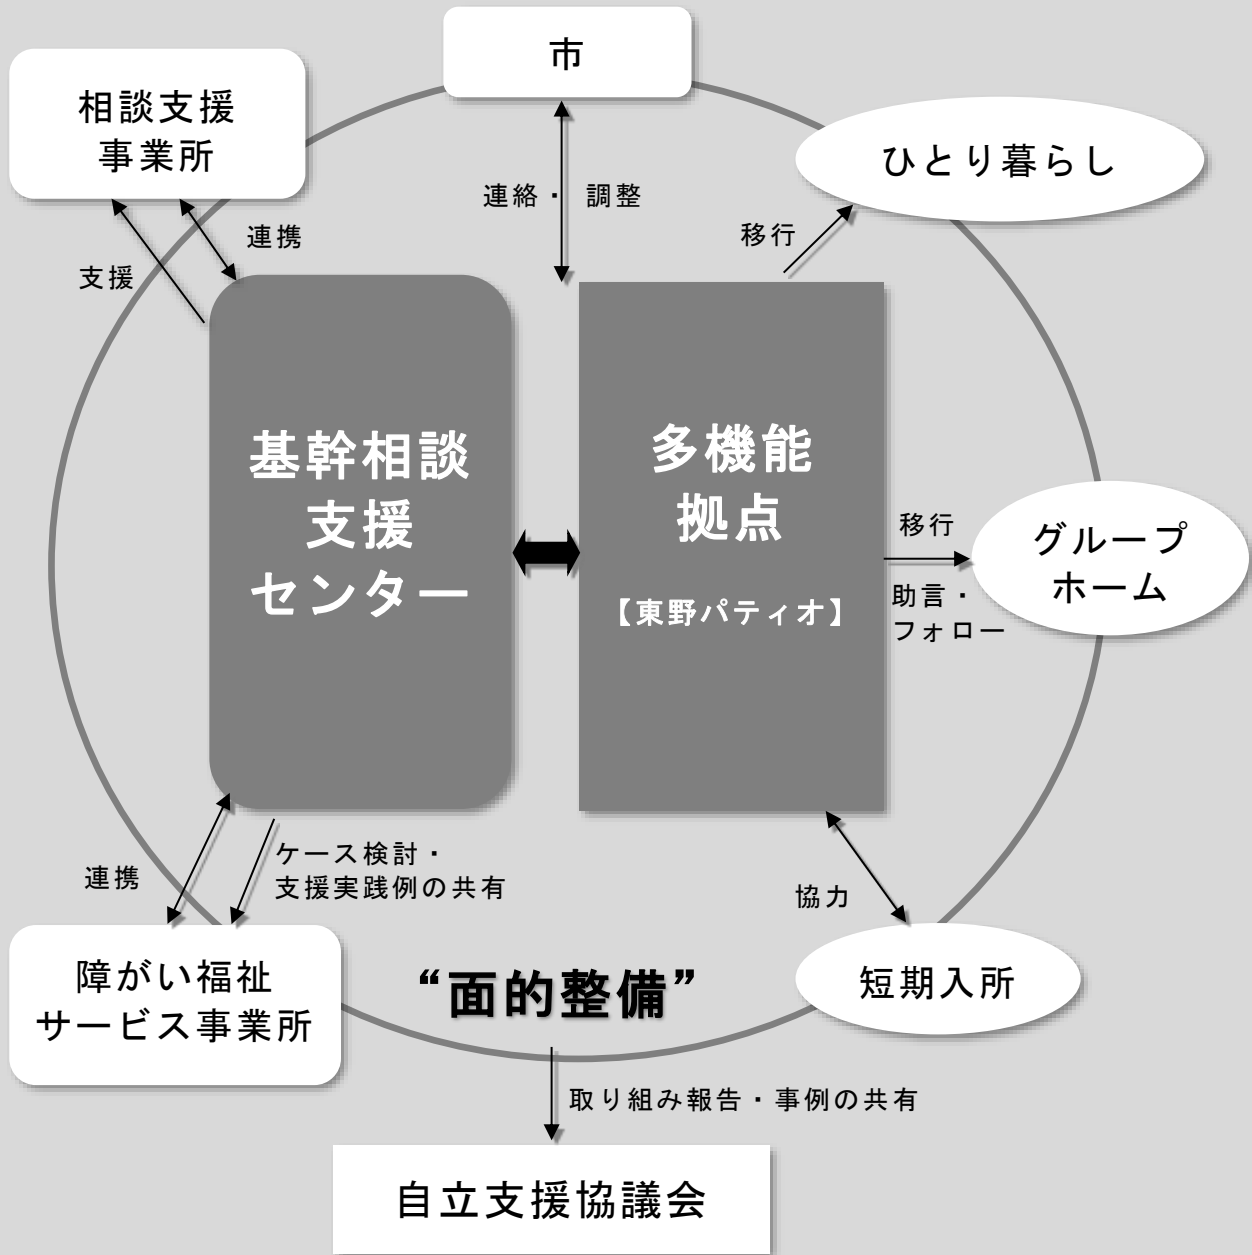 市
相談支援
事業所
ひとり暮らし
連絡・調整
移行
連携
支援
基幹相談
支援
センター
多機能
拠点
【東野パティオ】
移行
グループ
ホーム
助言・
フォロー
連携
ケース検討・
支援実践例の共有
協力
障がい福祉
サービス事業所
“面的整備”
短期入所
取り組み報告・事例の共有
自立支援協議会